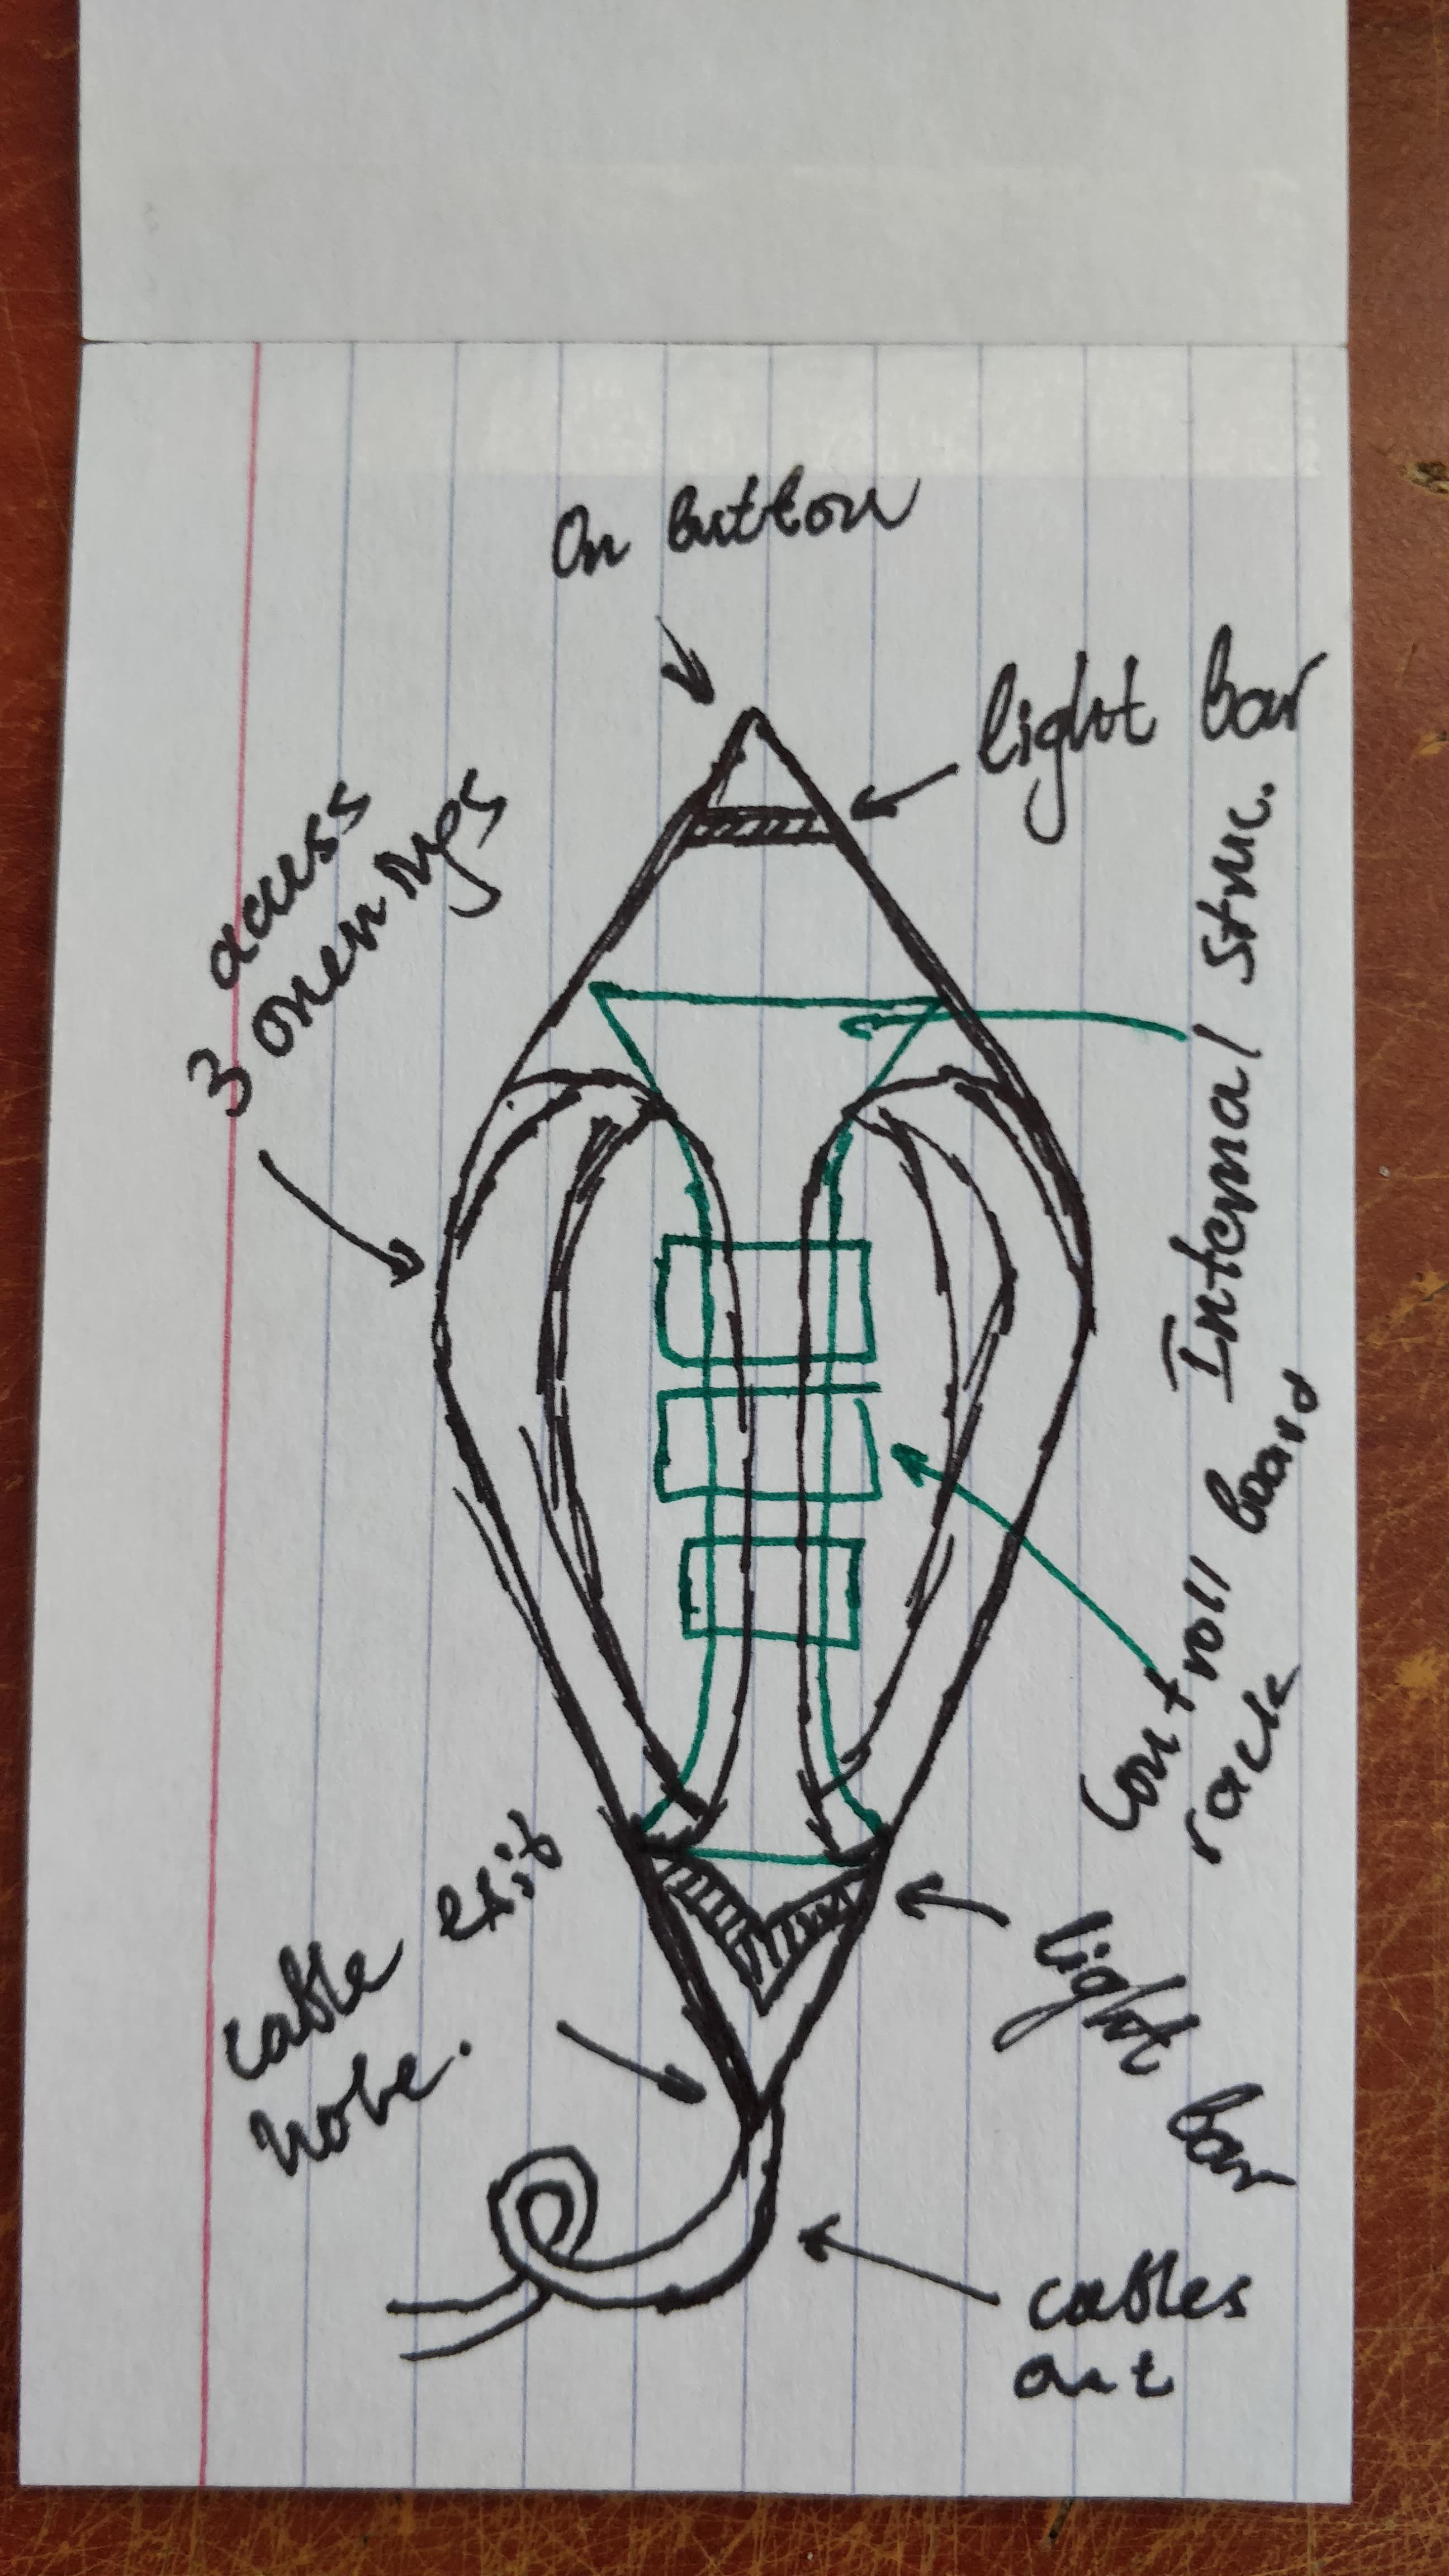 On button
light bar
access
3 openings
Internal struc.
Controll board
rack
cable exit
hole.
light bar
cables
out